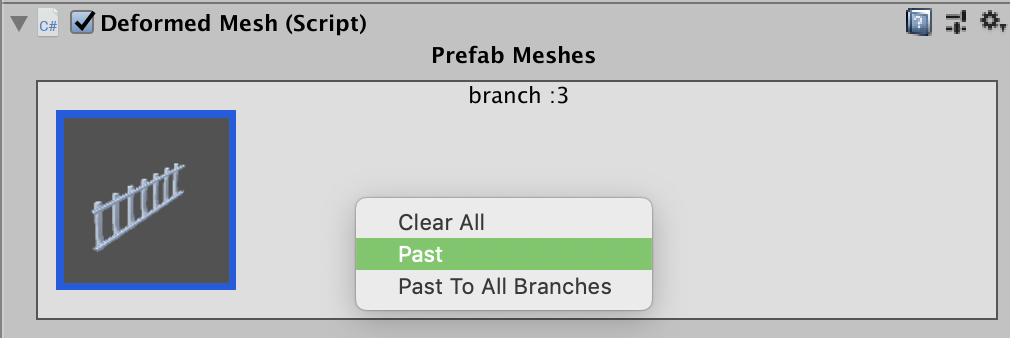 C#
Deformed Mesh (Script)
?
Prefab Meshes
branch :3
Clear All
Past
Past To All Branches